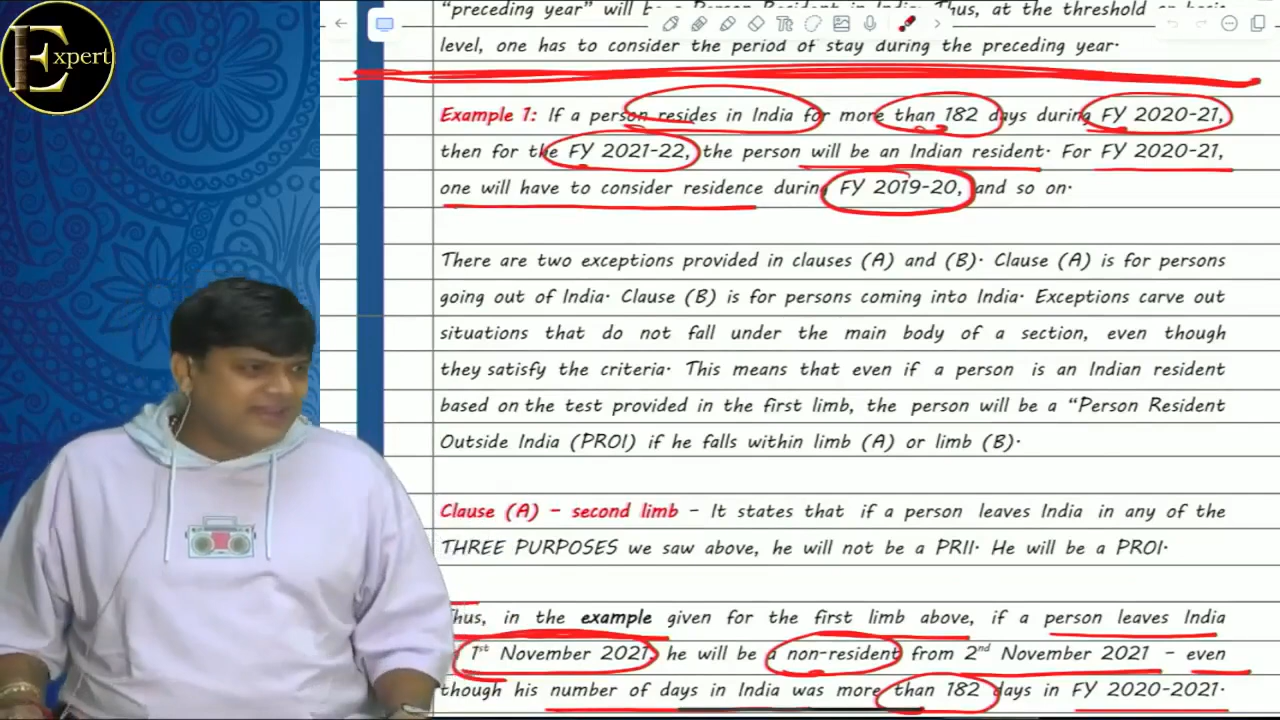 Expert
"preceding year" will be a Person Resident in India. Thus, at the threshold or basic
level, one has to consider the period of stay during the preceding year.
Example 1: If a person resides in India for more than 182 days during FY 2020-21,
then for the FY 2021-22, the person will be an Indian resident. For FY 2020-21,
one will have to consider residence during FY 2019-20, and so on.
There are two exceptions provided in clauses (A) and (B). Clause (A) is for persons
going out of India. Clause (B) is for persons coming into India. Exceptions carve out
situations that do not fall under the main body of a section, even though
they satisfy the criteria. This means that even if a person is an Indian resident
based on the test provided in the first limb, the person will be a "Person Resident
Outside India (PROI) if he falls within limb (A) or limb (B).
Clause (A) – second limb – It states that if a person leaves India in any of the
THREE PURPOSES we saw above, he will not be a PRII. He will be a PROI.
Thus, in the example given for the first limb above, if a person leaves India
1st November 2021, he will be a non-resident from 2nd November 2021 – even
though his number of days in India was more than 182 days in FY 2020-2021.